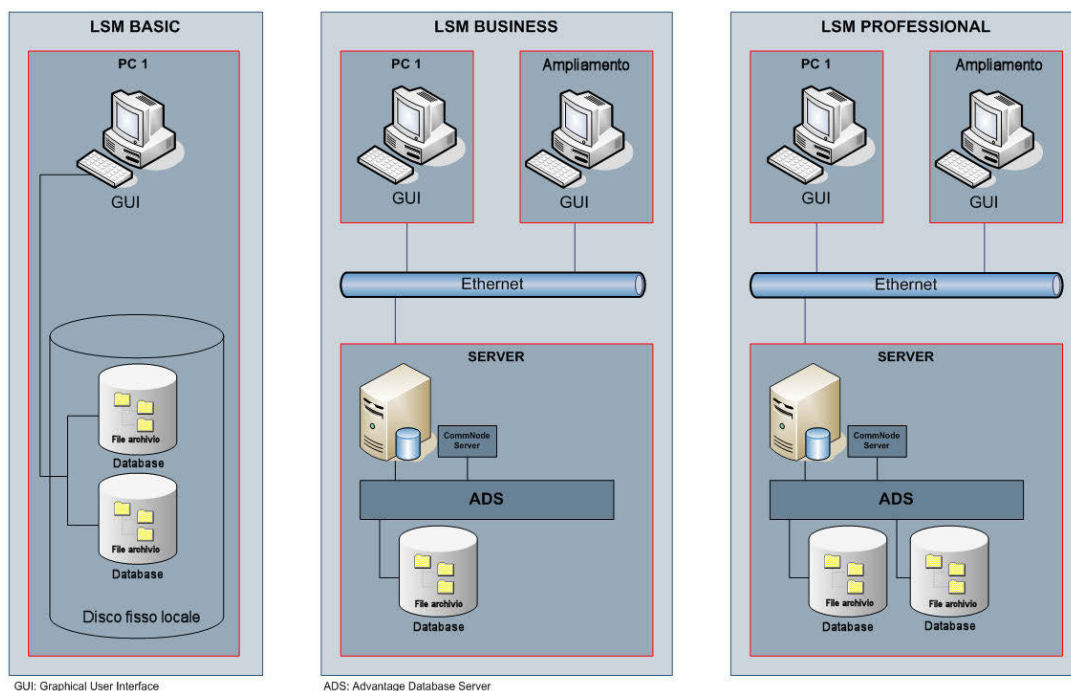 LSM BASIC
PC 1
GUI
File archivio
Database
File archivio
Database
Disco fisso locale
GUI: Graphical User Interface
LSM BUSINESS
PC 1
GUI
Ampliamento
GUI
Ethernet
SERVER
CommNode
Server
ADS
File archivio
Database
ADS: Advantage Database Server
LSM PROFESSIONAL
PC 1
GUI
Ampliamento
GUI
Ethernet
SERVER
CommNode
Server
ADS
File archivio
Database
File archivio
Database